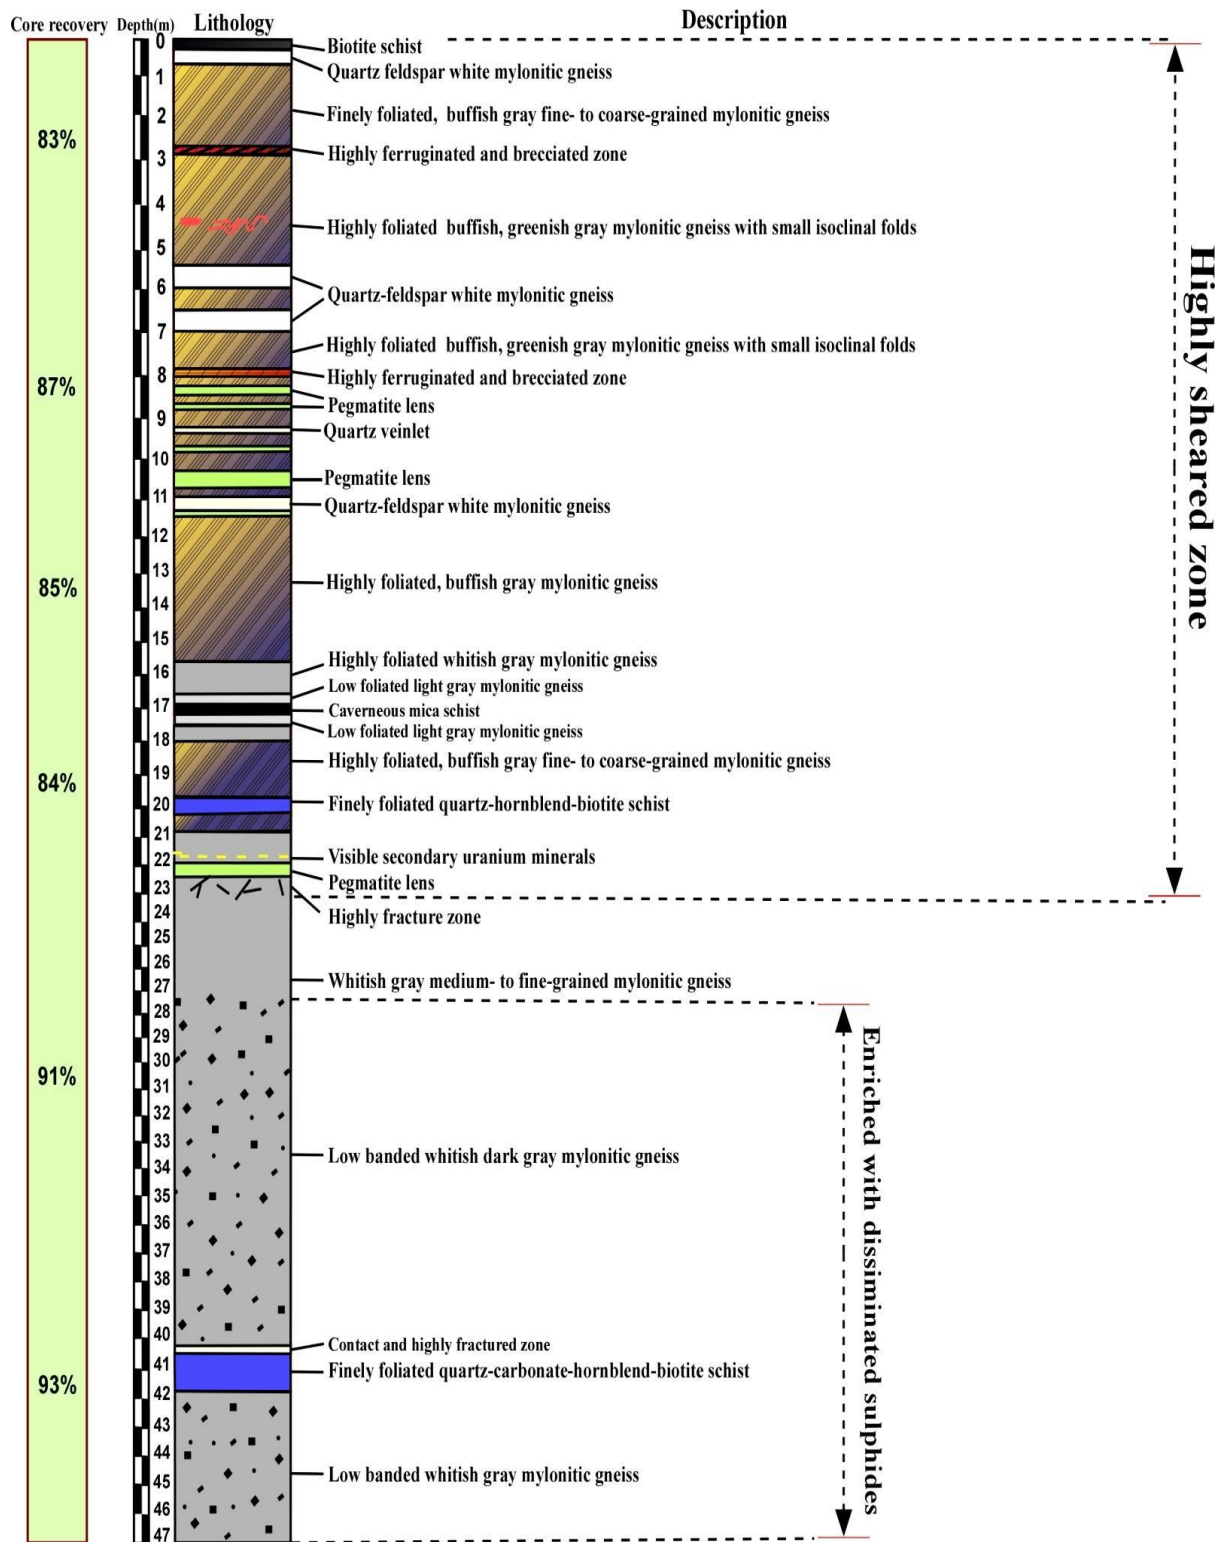 Core recovery Depth(m) Lithology Description
0
Biotite schist
Quartz feldspar white mylonitic gneiss
1
Finely foliated, buffish gray fine- to coarse-grained mylonitic gneiss
2
83%
Highly ferruginated and brecciated zone
3
4
Highly foliated buffish, greenish gray mylonitic gneiss with small isoclinal folds
5
6
Quartz-feldspar white mylonitic gneiss
7
Highly foliated buffish, greenish gray mylonitic gneiss with small isoclinal folds
8
Highly ferruginated and brecciated zone
87%
Pegmatite lens
9
Quartz veinlet
10
Pegmatite lens
11
Quartz-feldspar white mylonitic gneiss
12
13
Highly foliated, buffish gray mylonitic gneiss
85%
14
15
Highly foliated whitish gray mylonitic gneiss
16
Low foliated light gray mylonitic gneiss
17
Caverneous mica schist
Low foliated light gray mylonitic gneiss
18
Highly foliated, buffish gray fine- to coarse-grained mylonitic gneiss
19
84%
20
Finely foliated quartz-hornblend-biotite schist
21
22
Visible secondary uranium minerals
Pegmatite lens
23
Highly fracture zone
24
25
26
27
Whitish gray medium- to fine-grained mylonitic gneiss
28
29
30
91%
31
32
33
Low banded whitish dark gray mylonitic gneiss
34
35
36
37
38
39
40
Contact and highly fractured zone
41
Finely foliated quartz-carbonate-hornblend-biotite schist
93%
42
43
44
Low banded whitish gray mylonitic gneiss
45
46
47
Highly sheared zone
Enriched with dissiminated sulphides